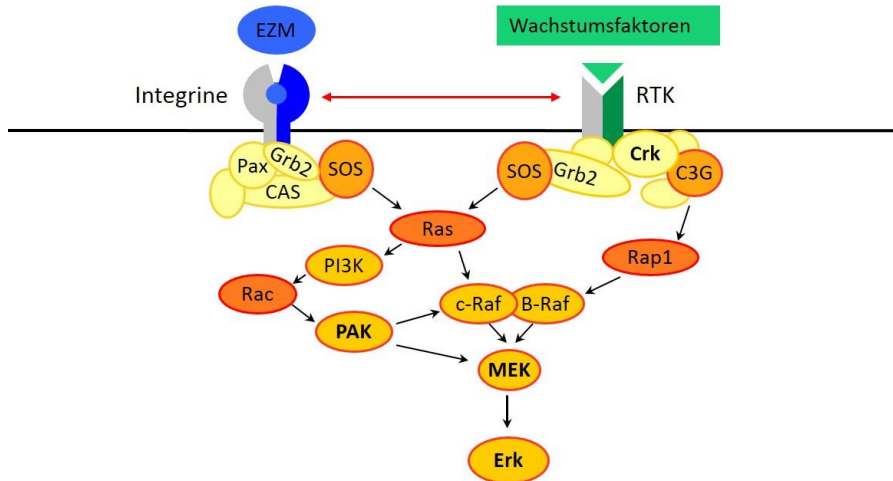 EZM
Wachstumsfaktoren
Integrine
RTK
Pax
Grb2
CAS
SOS
SOS
Grb2
Crk
C3G
Ras
PI3K
Rap1
Rac
c-Raf
B-Raf
PAK
MEK
Erk